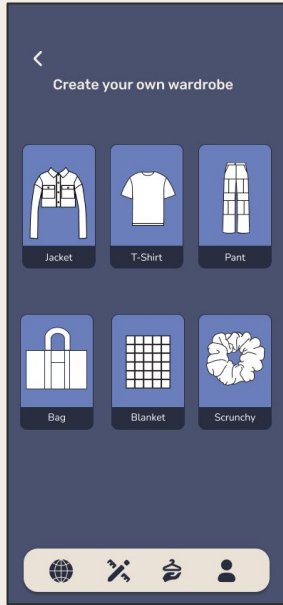 Create your own wardrobe
Jacket
T-Shirt
Pant
Bag
Blanket
Scrunchy